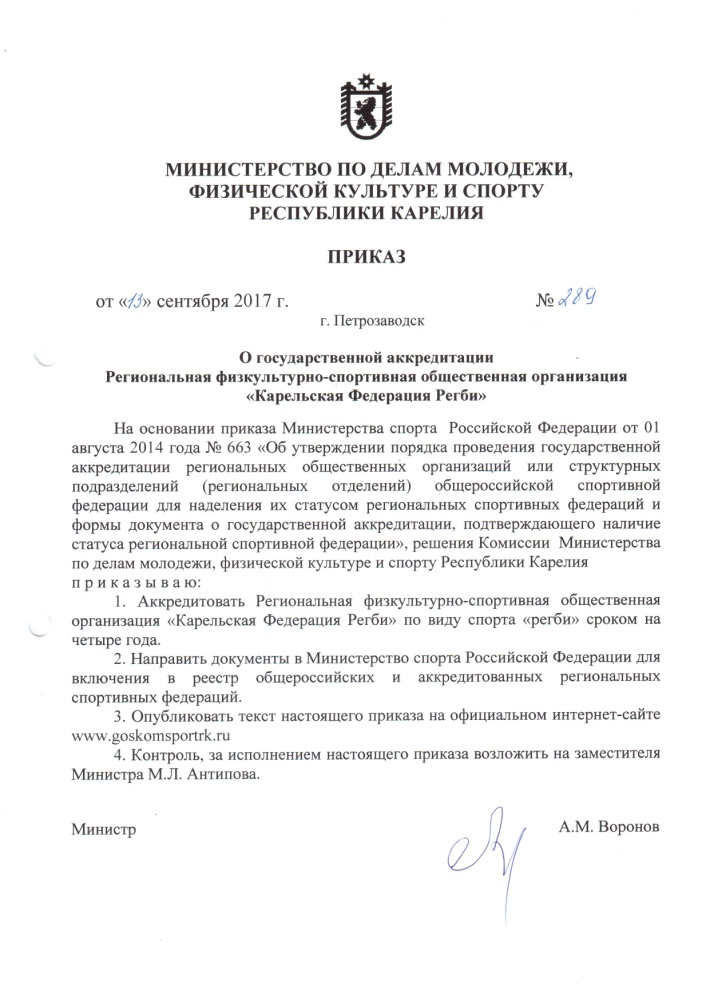 МИНИСТЕРСТВО ПО ДЕЛАМ МОЛОДЕЖИ,
ФИЗИЧЕСКОЙ КУЛЬТУРЕ И СПОРТУ
РЕСПУБЛИКИ КАРЕЛИЯ
ПРИКАЗ
от «13» сентября 2017 г. № 289
г. Петрозаводск
О государственной аккредитации
Региональная физкультурно-спортивная общественная организация
«Карельская Федерация Регби»
На основании приказа Министерства спорта Российской Федерации от 01
августа 2014 года № 663 «Об утверждении порядка проведения государственной
аккредитации региональных общественных организаций или структурных
подразделений (региональных отделений) общероссийской спортивной
федерации для наделения их статусом региональных спортивных федераций и
формы документа о государственной аккредитации, подтверждающего наличие
статуса региональной спортивной федерации», решения Комиссии Министерства
по делам молодежи, физической культуре и спорту Республики Карелия
п р и к а з ы в а ю:
1. Аккредитовать Региональная физкультурно-спортивная общественная
организация «Карельская Федерация Регби» по виду спорта «регби» сроком на
четыре года.
2. Направить документы в Министерство спорта Российской Федерации для
включения в реестр общероссийских и аккредитованных региональных
спортивных федераций.
3. Опубликовать текст настоящего приказа на официальном интернет-сайте
www.goskomsportrk.ru
4. Контроль, за исполнением настоящего приказа возложить на заместителя
Министра М.Л. Антипова.
Министр А.М. Воронов